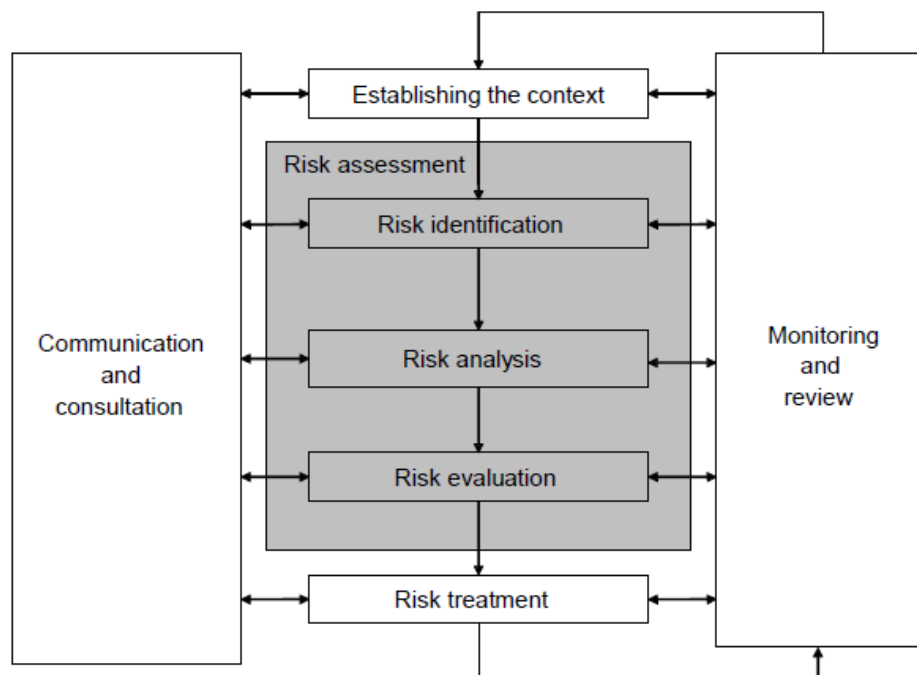 Establishing the context
Risk assessment
Risk identification
Communication
and
consultation
Risk analysis
Monitoring
and
review
Risk evaluation
Risk treatment